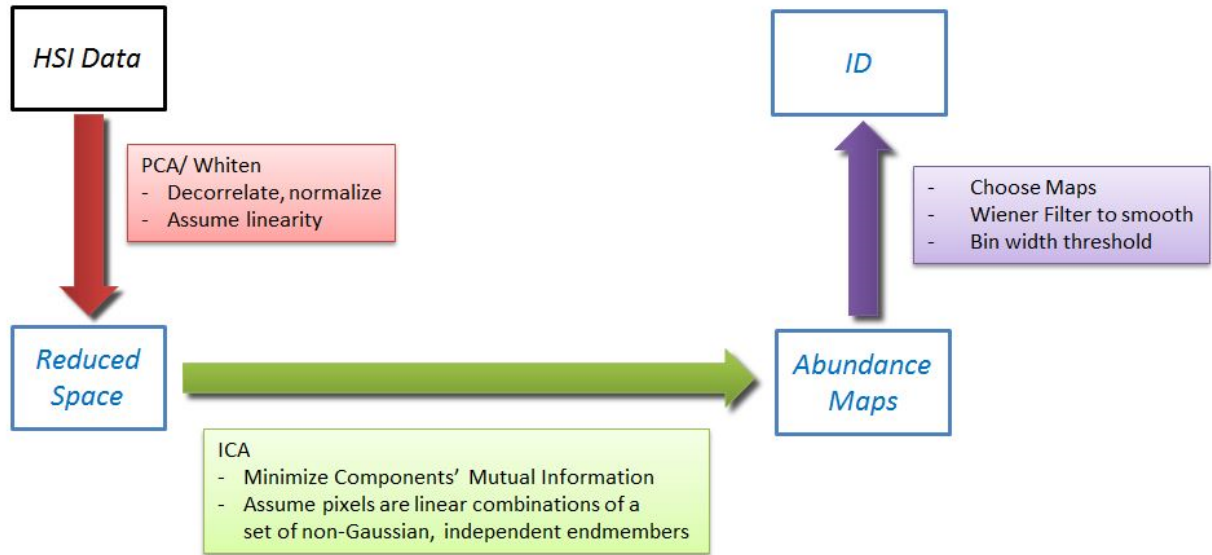 HSI Data
PCA/ Whiten
- Decorrelate, normalize
- Assume linearity
Reduced
Space
ICA
- Minimize Components' Mutual Information
- Assume pixels are linear combinations of a
set of non-Gaussian, independent endmembers
Abundance
Maps
- Choose Maps
- Wiener Filter to smooth
- Bin width threshold
ID